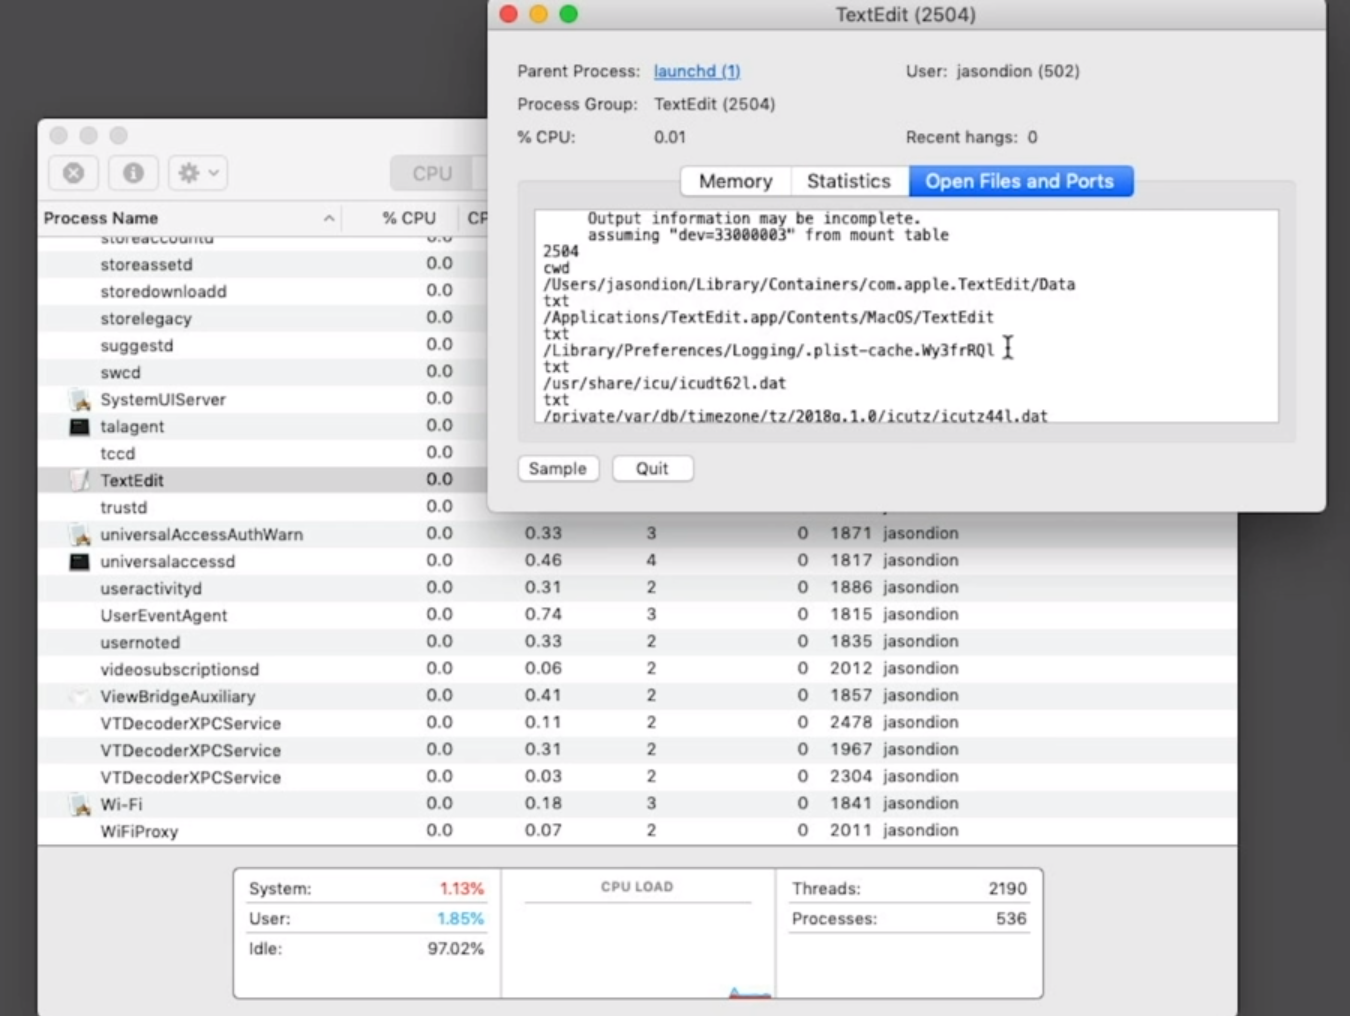 TextEdit (2504)
Parent Process: launchd (1) User: jasondion (502)
Process Group: TextEdit (2504)
% CPU: 0.01 Recent hangs: 0
Memory Statistics Open Files and Ports
Output information may be incomplete.
assuming "dev=33000003" from mount table
2504
cwd
/Users/jasondion/Library/Containers/com.apple.TextEdit/Data
txt
/Applications/TextEdit.app/Contents/MacOS/TextEdit
txt
/Library/Preferences/Logging/.plist-cache.Wy3frRQl
txt
/usr/share/icu/icudt62l.dat
txt
/private/var/db/timezone/tz/2018g.1.0/icutz/icutz44l.dat
Sample Quit
CPU
Process Name % CPU CP
storeaccountd 0.0
storeassetd 0.0
storedownloadd 0.0
storelegacy 0.0
suggestd 0.0
swcd 0.0
SystemUIServer 0.0
talagent 0.0
tccd 0.0
TextEdit 0.0
trustd 0.0
universalAccessAuthWarn 0.0 0.33 3 0 1871 jasondion
universalaccessd 0.0 0.46 4 0 1817 jasondion
useractivityd 0.0 0.31 2 0 1886 jasondion
UserEventAgent 0.0 0.74 3 0 1815 jasondion
usernoted 0.0 0.33 2 0 1835 jasondion
videosubscriptionsd 0.0 0.06 2 0 2012 jasondion
ViewBridgeAuxiliary 0.0 0.41 2 0 1857 jasondion
VTDecoderXPCService 0.0 0.11 2 0 2478 jasondion
VTDecoderXPCService 0.0 0.31 2 0 1967 jasondion
VTDecoderXPCService 0.0 0.03 2 0 2304 jasondion
Wi-Fi 0.0 0.18 3 0 1841 jasondion
WiFiProxy 0.0 0.07 2 0 2011 jasondion
System: 1.13% CPU LOAD Threads: 2190
User: 1.85% Processes: 536
Idle: 97.02%